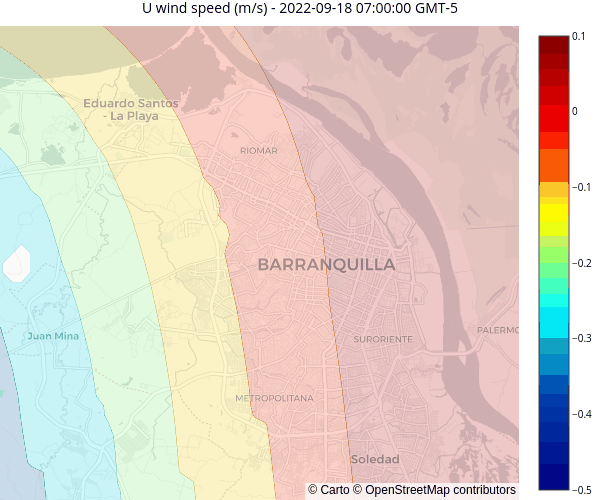 U wind speed (m/s) - 2022-09-18 07:00:00 GMT-5
0.1
Eduardo Santos
- La Playa
0
RIOMAR
−0.1
BARRANQUILLA
−0.2
Juan Mina
SURORIENTE
PALERMO
−0.3
METROPOLITANA
−0.4
Soledad
© Carto © OpenStreetMap contributors
−0.5